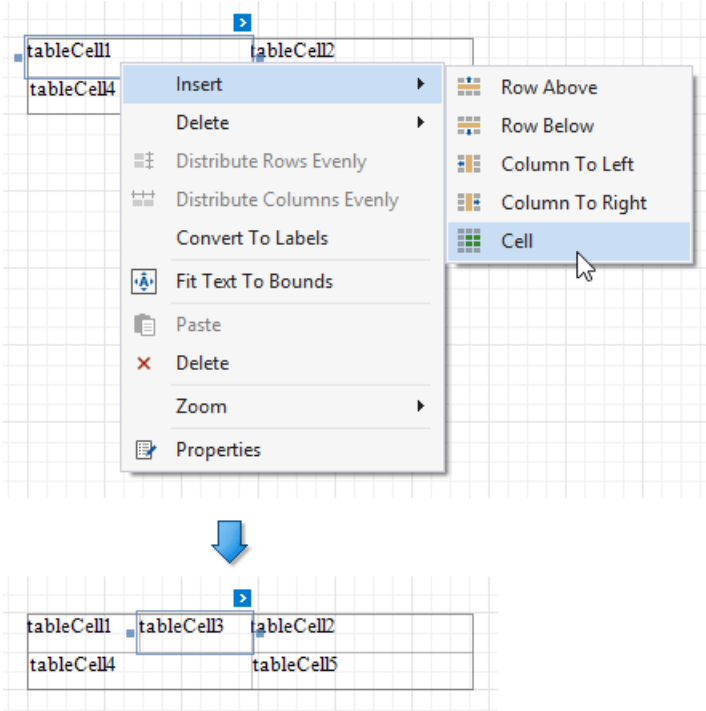 tableCell1 tableCell2
tableCell4
Insert
Delete
Distribute Rows Evenly
Distribute Columns Evenly
Convert To Labels
Fit Text To Bounds
Paste
Delete
Zoom
Properties
Row Above
Row Below
Column To Left
Column To Right
Cell
tableCell1 tableCell3 tableCell2
tableCell4 tableCell5